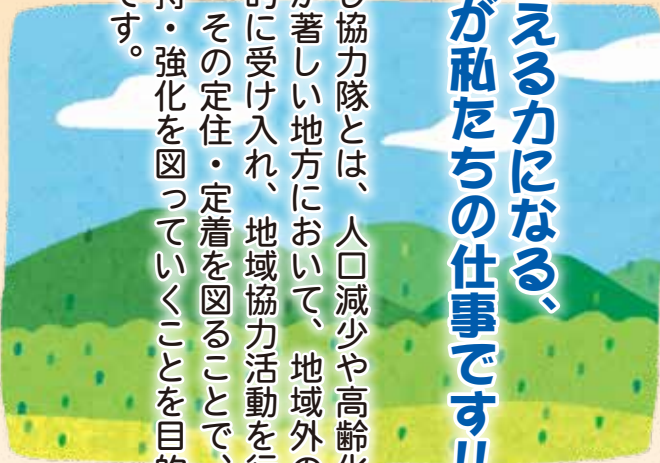 える力になる、
が私たちの仕事です!!
し協力隊とは、人口減少や高齢化
が著しい地方において、地域外の
的に受け入れ、地域協力活動を行
その定住・定着を図ることで、
持・強化を図っていくことを目的
です。